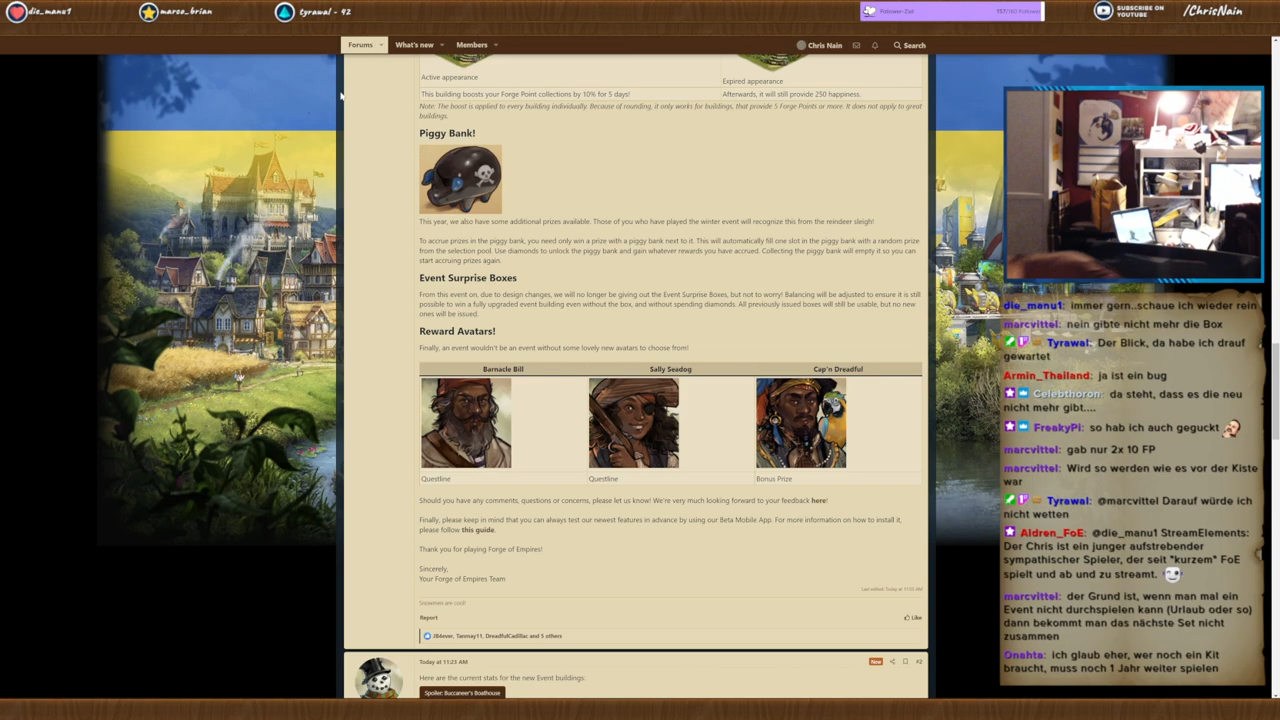 die_manu1
marco_brian
tyrawal - 42
Follower-Ziel
157/160 Follower
SUBSCRIBE ON
YOUTUBE
/ChrisNain
Forums
What's new
Members
Chris Nain
Search
Active appearance
Expired appearance
This building boosts your Forge Point collections by 10% for 5 days!
Afterwards, it will still provide 250 happiness.
Note: The boost is applied to every building individually. Because of rounding, it only works for buildings, that provide 5 Forge Points or more. It does not apply to great
buildings.
Piggy Bank!
This year, we also have some additional prizes available. Those of you who have played the winter event will recognize this from the reindeer sleigh!
To accrue prizes in the piggy bank, you need only win a prize with a piggy bank next to it. This will automatically fill one slot in the piggy bank with a random prize
from the selection pool. Use diamonds to unlock the piggy bank and gain whatever rewards you have accrued. Collecting the piggy bank will empty it so you can
start accruing prizes again.
Event Surprise Boxes
From this event on, due to design changes, we will no longer be giving out the Event Surprise Boxes, but not to worry! Balancing will be adjusted to ensure it is still
possible to win a fully upgraded event building even without the box, and without spending diamonds. All previously issued boxes will still be usable, but no new
ones will be issued.
Reward Avatars!
Finally, an event wouldn't be an event without some lovely new avatars to choose from!
Barnacle Bill
Sally Seadog
Cap'n Dreadful
Questline
Questline
Bonus Prize
Should you have any comments, questions or concerns, please let us know! We're very much looking forward to your feedback here!
Finally, please keep in mind that you can always test our newest features in advance by using our Beta Mobile App. For more information on how to install it,
please follow this guide.
Thank you for playing Forge of Empires!
Sincerely,
Your Forge of Empires Team
Last edited: Today at 11:33 AM
Snowmen are cool!
Report
Like
JB4ever, Tanmay11, DreadfulCadillac and 5 others
Today at 11:23 AM
New
#2
Here are the current stats for the new Event buildings:
Spoiler: Buccaneer's Boathouse
die_manu1: immer gern..schaue ich wieder rein
marcvittel: nein gibte nicht mehr die Box
Tyrawal: Der Blick, da habe ich drauf
gewartet
Armin_Thailand: ja ist ein bug
Celebthoron: da steht, dass es die neu
nicht mehr gibt....
FreakyPi: so hab ich auch geguckt
marcvittel: gab nur 2x 10 FP
marcvittel: Wird so werden wie es vor der Kiste
war
Tyrawal: @marcvittel Darauf würde ich
nicht wetten
Aldren_FoE: @die_manu1 StreamElements:
Der Chris ist ein junger aufstrebender
sympathischer Spieler, der seit *kurzem* FoE
spielt und ab und zu streamt.
marcvittel: der Grund ist, wenn man mal ein
Event nicht durchspielen kann (Urlaub oder so)
dann bekommt man das nächste Set nicht
zusammen
Onahta: ich glaub eher, wer noch ein Kit
braucht, muss noch 1 Jahr weiter spielen